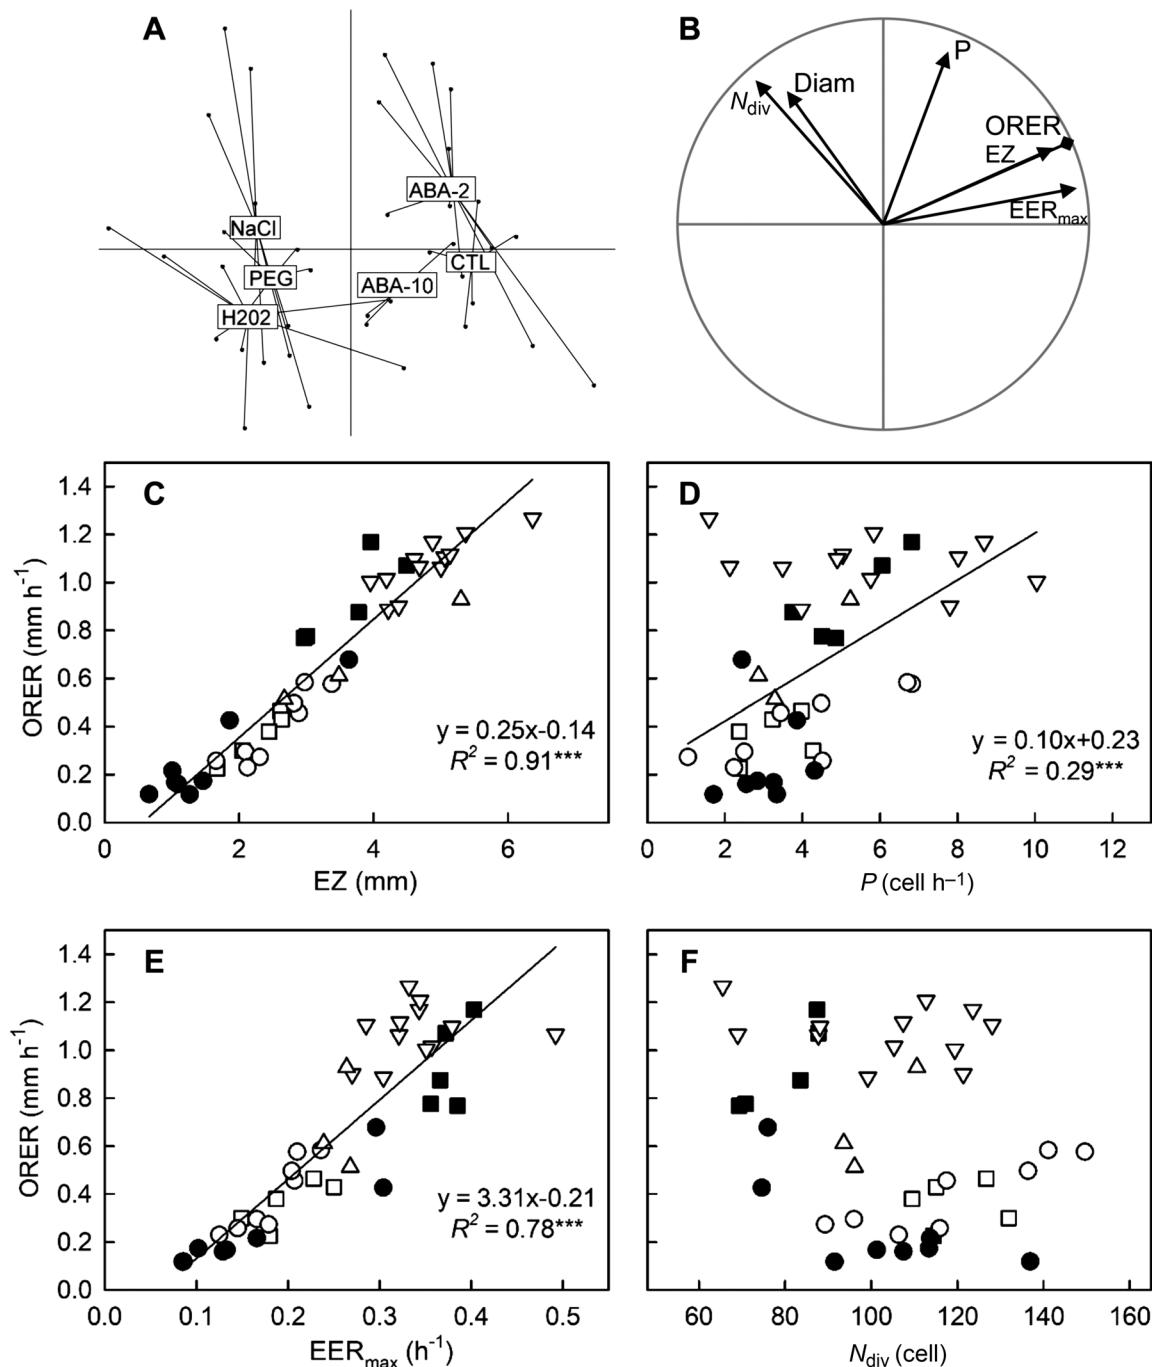 A
NaCl
PEG
H202
ABA-2
CTL
ABA-10
B
P
Diam
Ndiv
ORER
EZ
EERmax
C
y = 0.25x-0.14
R² = 0.91***
ORER (mm h⁻¹)
0.0
0.2
0.4
0.6
0.8
1.0
1.2
1.4
0 2 4 6
EZ (mm)
D
y = 0.10x+0.23
R² = 0.29***
0 2 4 6 8 10 12
P (cell h⁻¹)
E
y = 3.31x-0.21
R² = 0.78***
ORER (mm h⁻¹)
0.0
0.2
0.4
0.6
0.8
1.0
1.2
1.4
0.1 0.2 0.3 0.4 0.5
EERmax (h⁻¹)
F
60 80 100 120 140 160
Ndiv (cell)